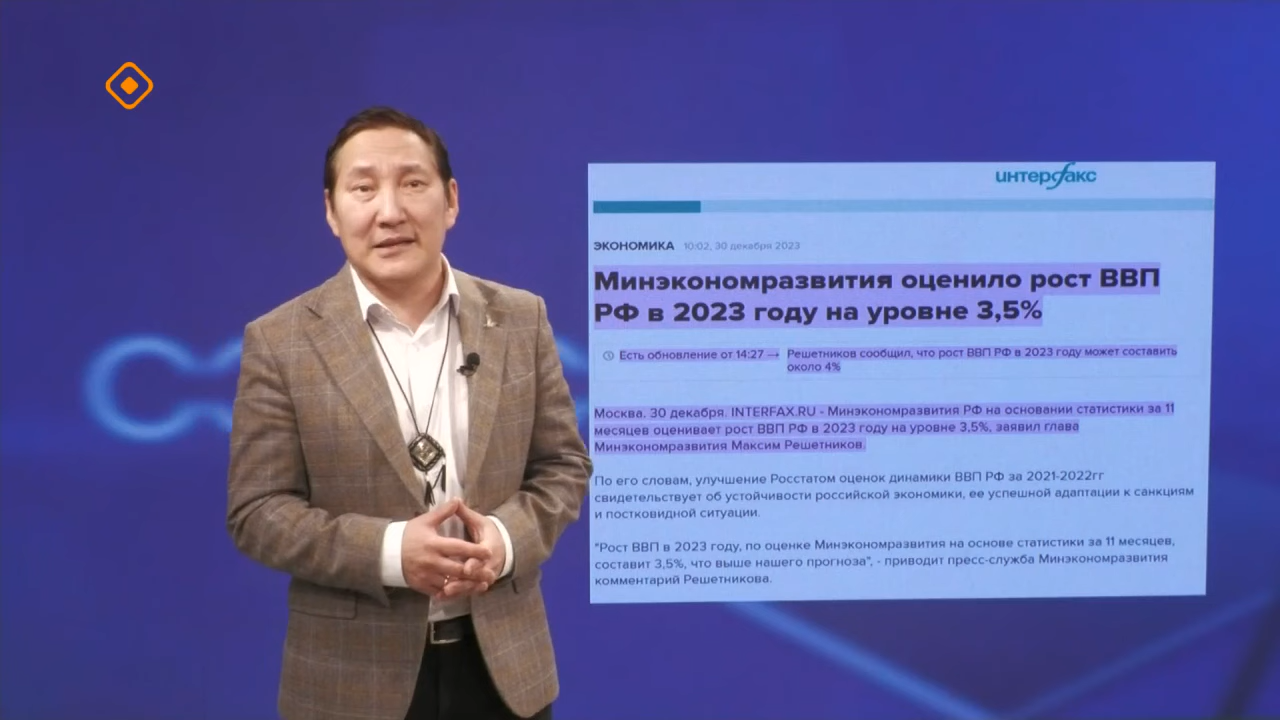 интерфакс
ЭКОНОМИКА 10:02, 30 декабря 2023
Минэкономразвития оценило рост ВВП
РФ в 2023 году на уровне 3,5%
Есть обновление от 14:27 → Решетников сообщил, что рост ВВП РФ в 2023 году может составить
около 4%
Москва. 30 декабря. INTERFAX.RU - Минэкономразвития РФ на основании статистики за 11
месяцев оценивает рост ВВП РФ в 2023 году на уровне 3,5%, заявил глава
Минэкономразвития Максим Решетников.
По его словам, улучшение Росстатом оценок динамики ВВП РФ за 2021-2022гг
свидетельствует об устойчивости российской экономики, ее успешной адаптации к санкциям
и постковидной ситуации.
"Рост ВВП в 2023 году, по оценке Минэкономразвития на основе статистики за 11 месяцев,
составит 3,5%, что выше нашего прогноза", - приводит пресс-служба Минэкономразвития
комментарий Решетникова.